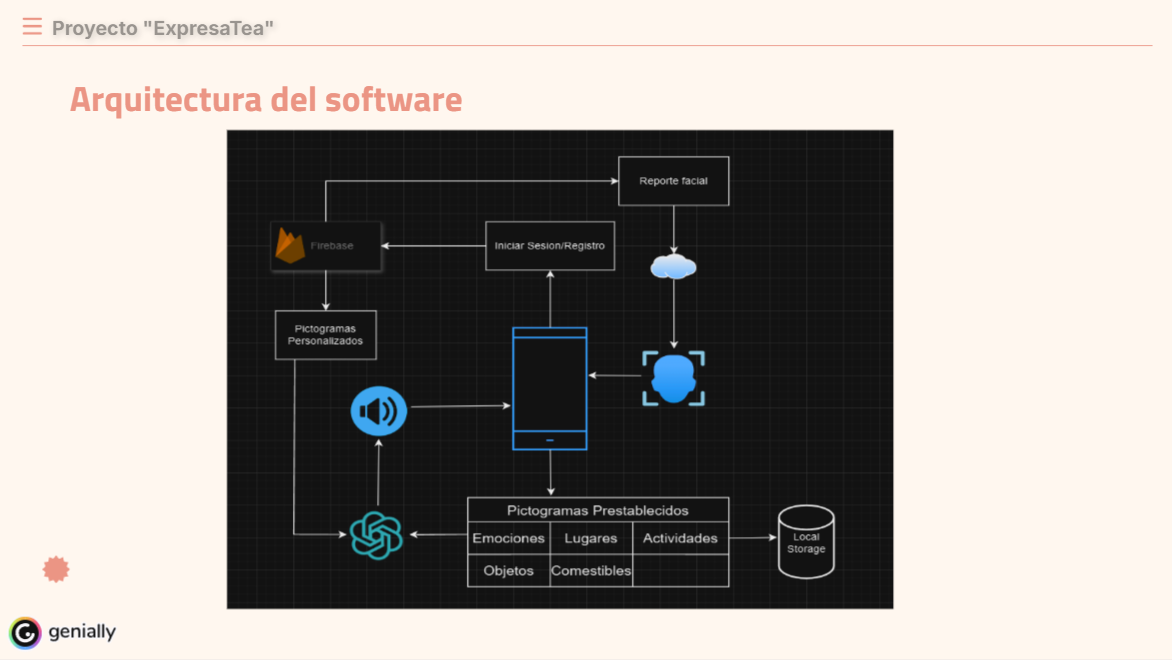 Proyecto "ExpresaTea"
Arquitectura del software
Reporte facial
Firebase
Iniciar Sesion/Registro
Pictogramas
Personalizados
Pictogramas Prestablecidos
Emociones Lugares Actividades
Objetos Comestibles
Local
Storage
genially